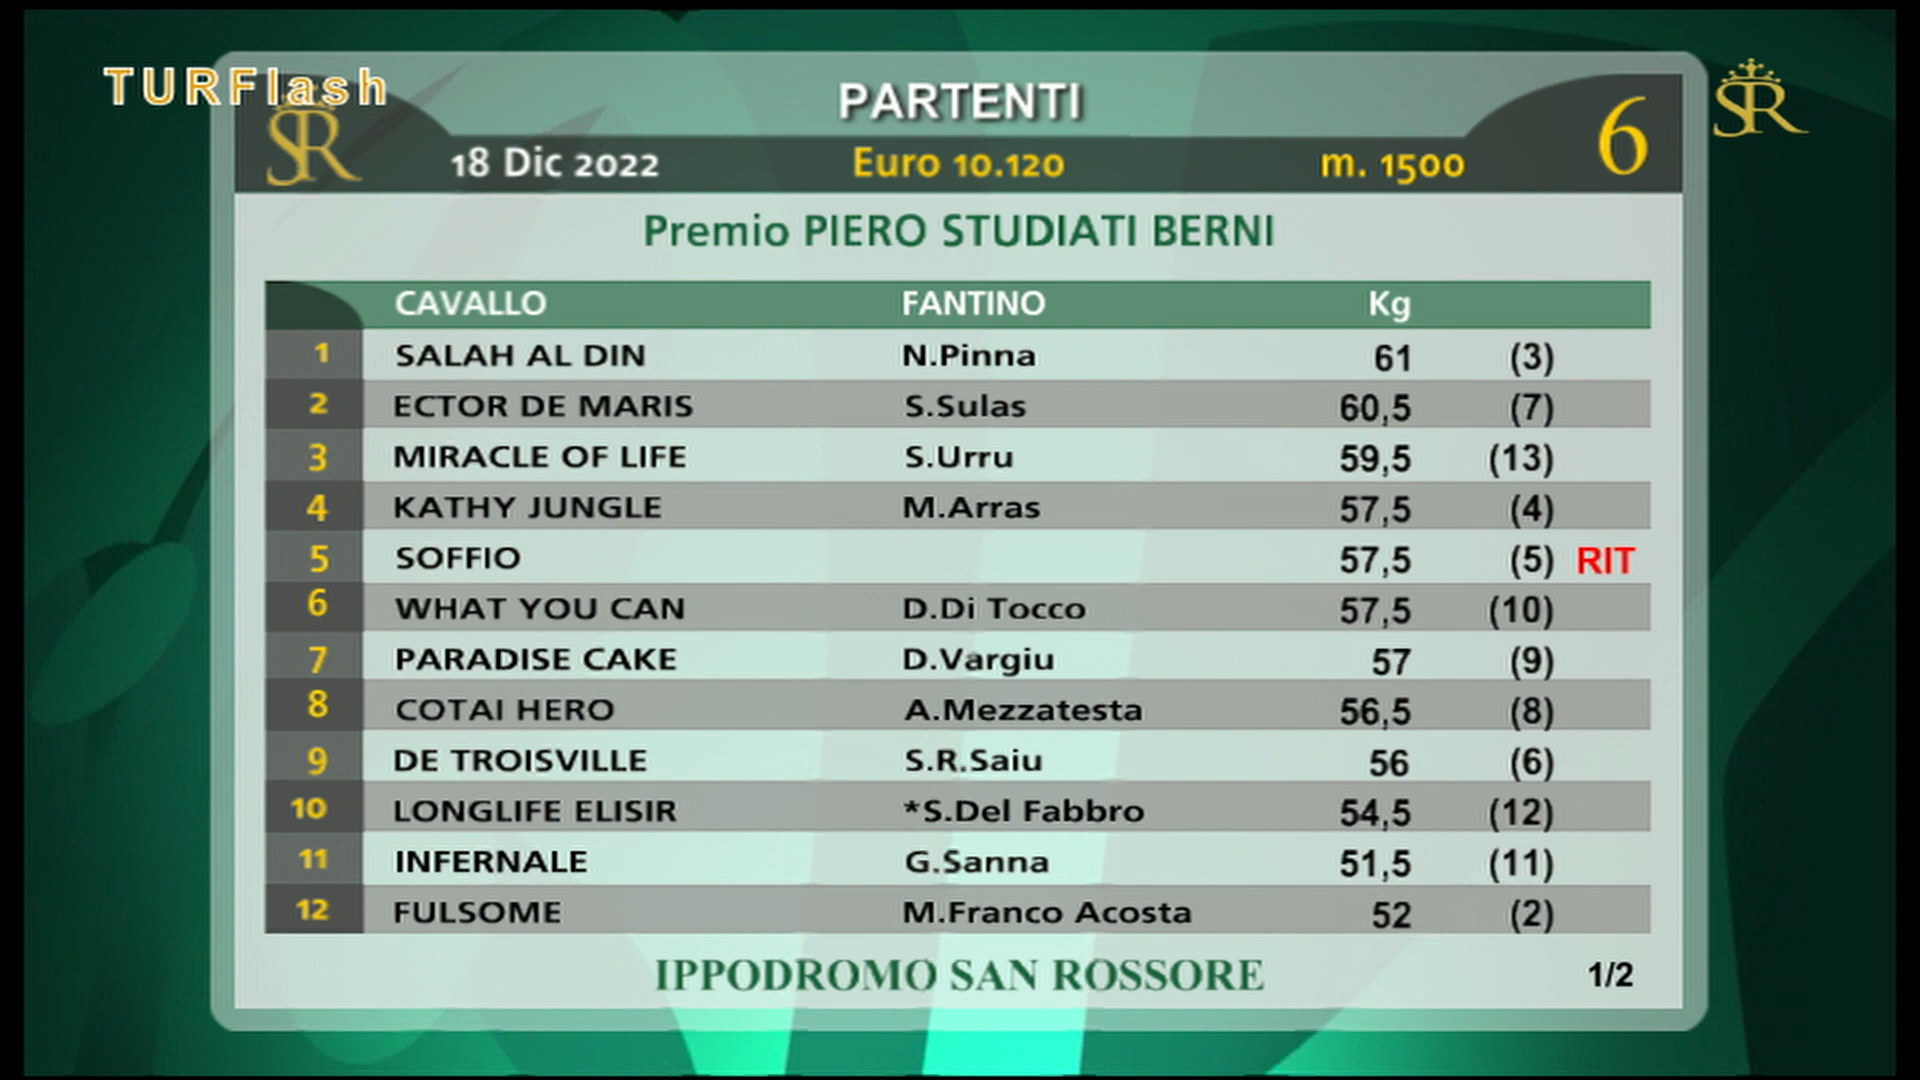 TURFlash
PARTENTI
SR
18 Dic 2022 Euro 10.120 m. 1500 6
SR
Premio PIERO STUDIATI BERNI
CAVALLO FANTINO Kg
1 SALAH AL DIN N.Pinna 61 (3)
2 ECTOR DE MARIS S.Sulas 60,5 (7)
3 MIRACLE OF LIFE S.Urru 59,5 (13)
4 KATHY JUNGLE M.Arras 57,5 (4)
5 SOFFIO 57,5 (5) RIT
6 WHAT YOU CAN D.Di Tocco 57,5 (10)
7 PARADISE CAKE D.Vargiu 57 (9)
8 COTAI HERO A.Mezzatesta 56,5 (8)
9 DE TROISVILLE S.R.Saiu 56 (6)
10 LONGLIFE ELISIR *S.Del Fabbro 54,5 (12)
11 INFERNALE G.Sanna 51,5 (11)
12 FULSOME M.Franco Acosta 52 (2)
IPPODROMO SAN ROSSORE 1/2